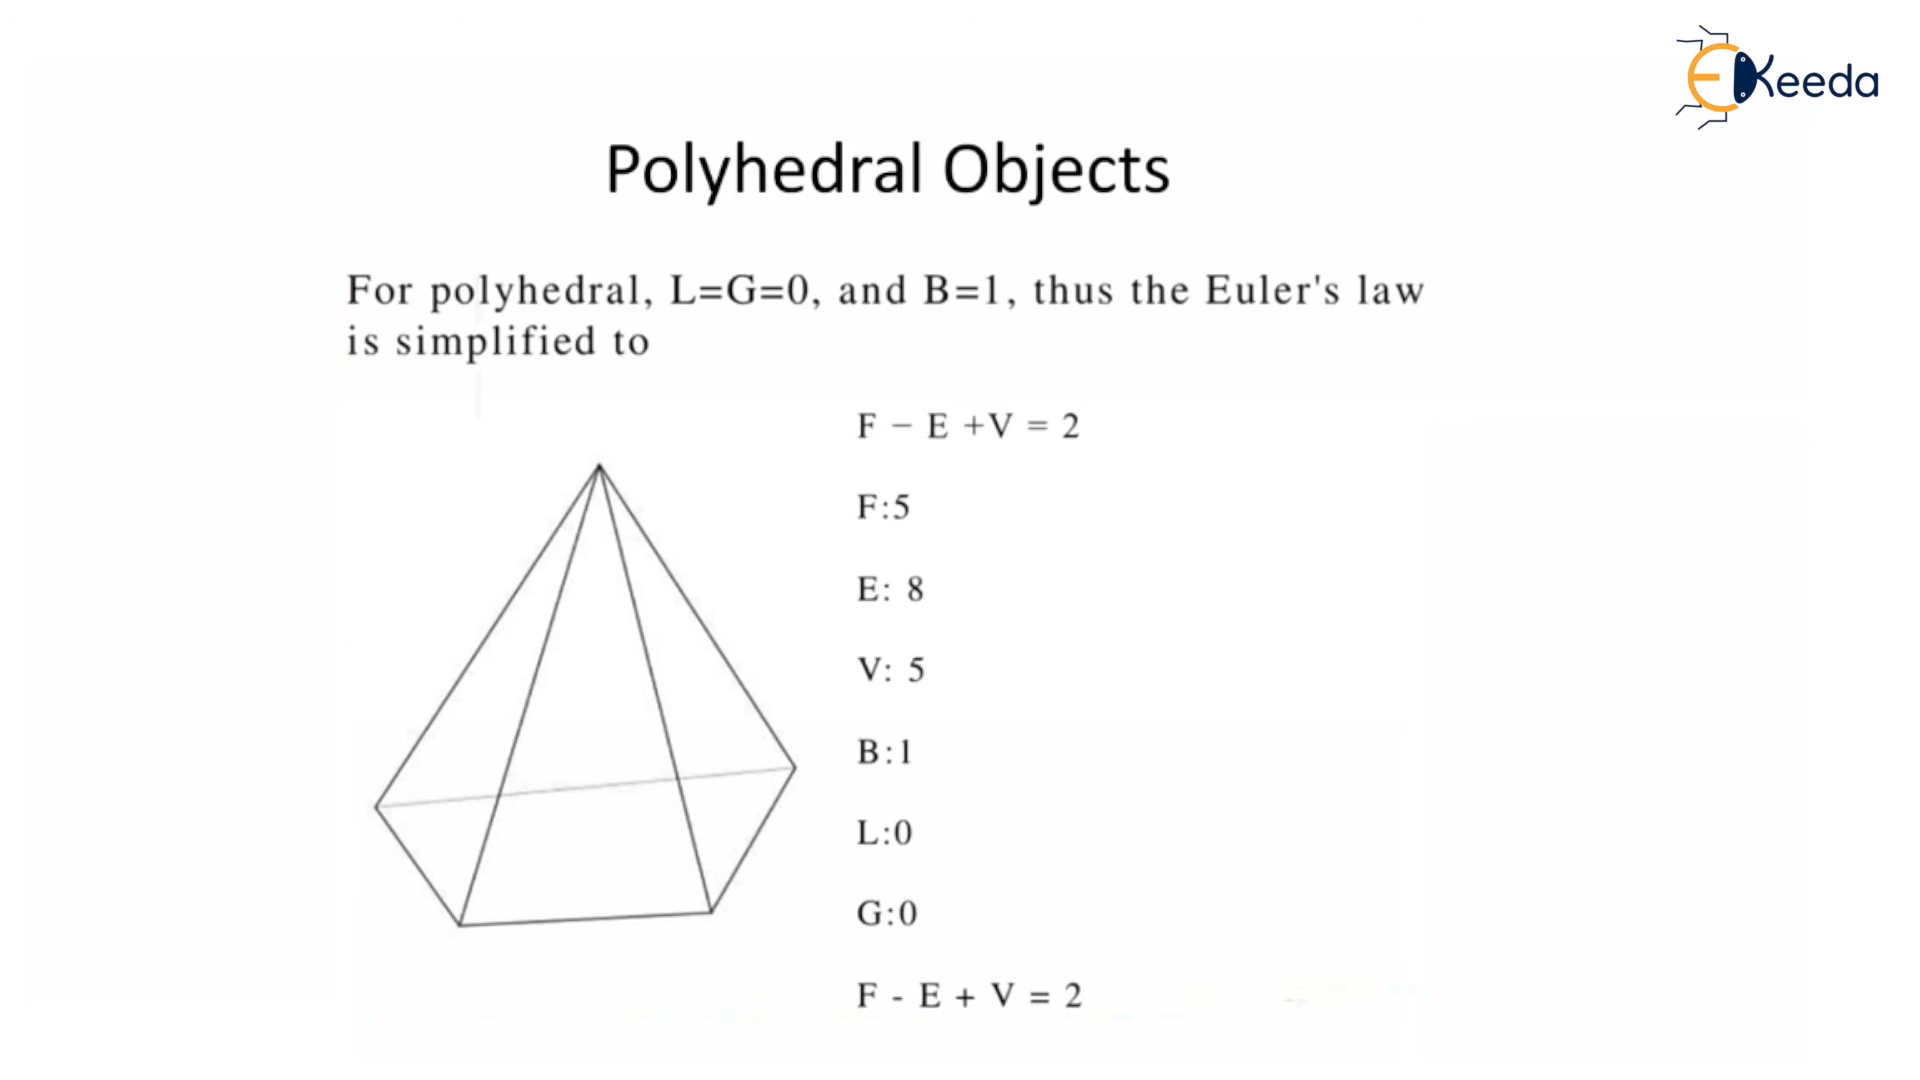 EKeeda
Polyhedral Objects
For polyhedral, L=G=0, and B=1, thus the Euler's law
is simplified to
F − E +V = 2
F:5
E: 8
V: 5
B:1
L:0
G:0
F - E + V = 2